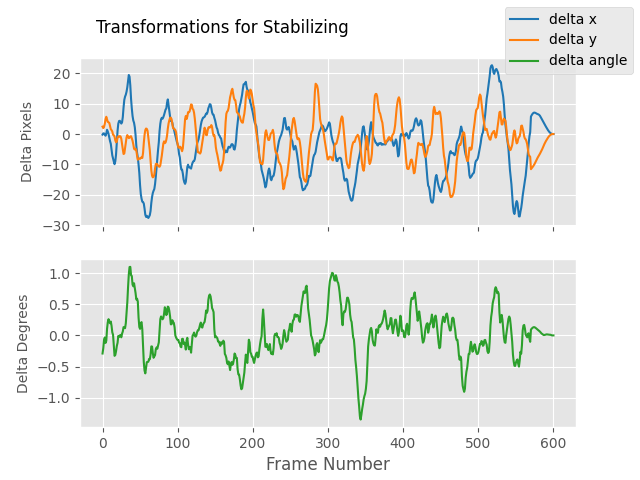 Transformations for Stabilizing
delta x
delta y
delta angle
Delta Pixels
20
10
0
−10
−20
−30
Delta Degrees
1.0
0.5
0.0
−0.5
−1.0
0 100 200 300 400 500 600
Frame Number